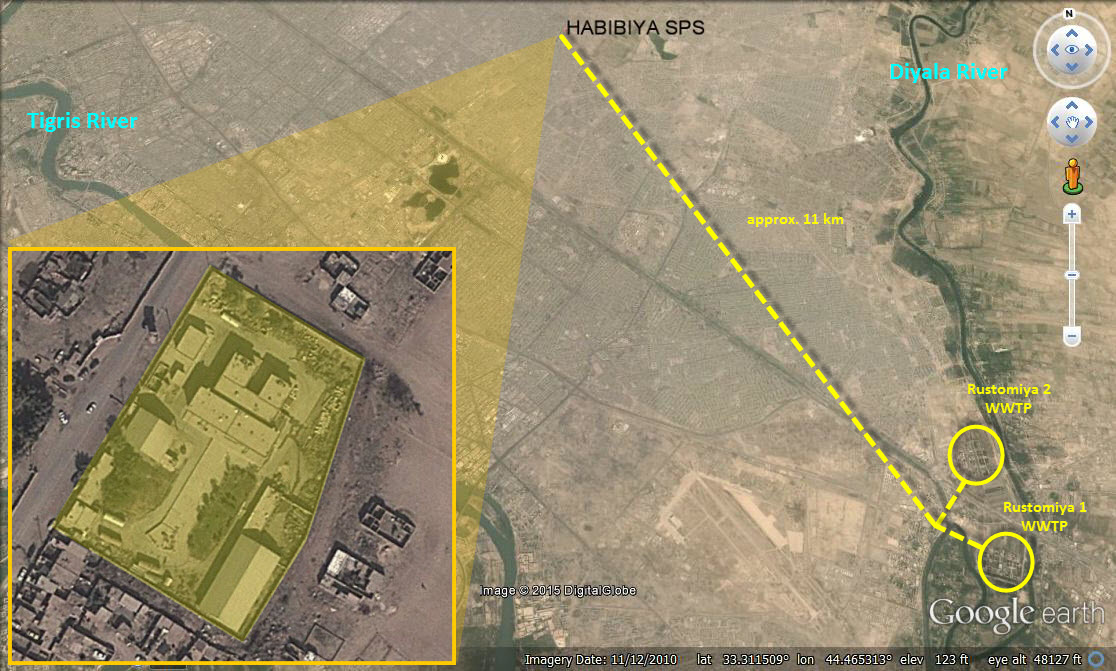 HABIBIYA SPS
N
Diyala River
Tigris River
approx. 11 km
Rustomiya 2
WWTP
Rustomiya 1
WWTP
Image © 2015 DigitalGlobe
Google earth
Imagery Date: 11/12/2010 lat 33.311509° lon 44.465313° elev 123 ft eye alt 48127 ft